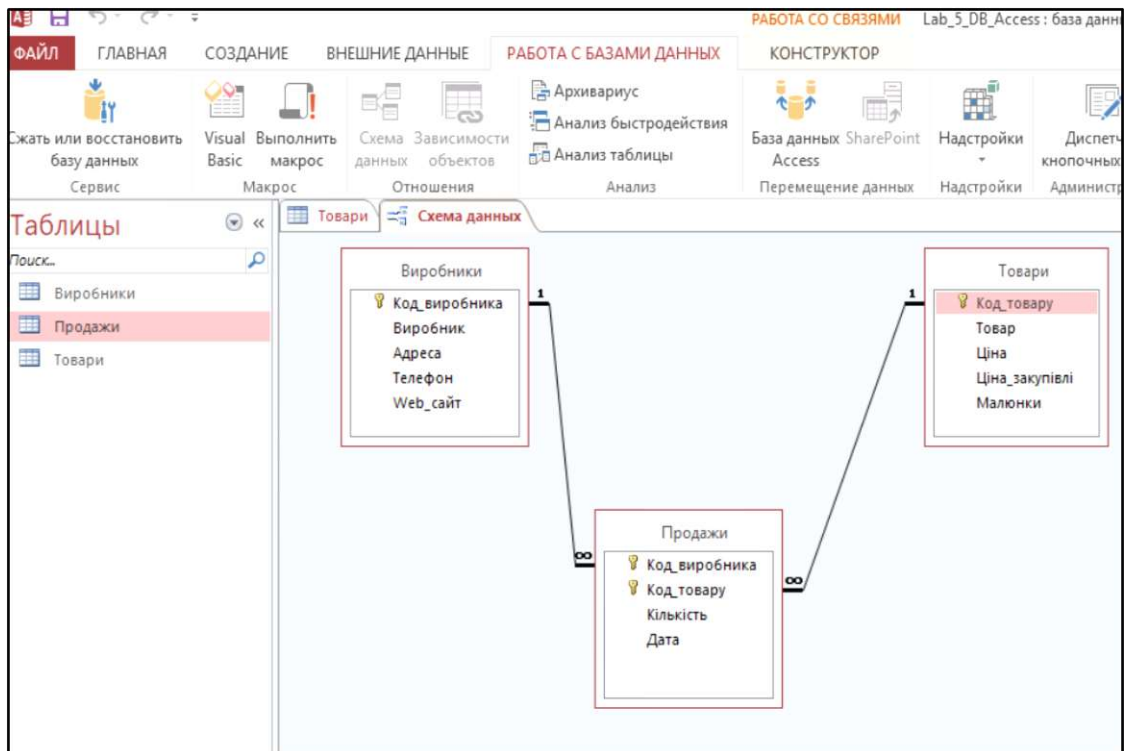 РАБОТА СО СВЯЗЯМИ Lab_5_DB_Access : база данн
ФАЙЛ ГЛАВНАЯ СОЗДАНИЕ ВНЕШНИЕ ДАННЫЕ РАБОТА С БАЗАМИ ДАННЫХ КОНСТРУКТОР
Сжать или восстановить
базу данных
Сервис
Visual Basic
Выполнить макрос
Макрос
Схема данных
Зависимости объектов
Отношения
Архивариус
Анализ быстродействия
Анализ таблицы
Анализ
База данных Access
SharePoint
Перемещение данных
Надстройки
Надстройки
Диспетч
кнопочных
Администр
Таблицы
Поиск...
Виробники
Продажи
Товари
Товари
Схема данных
Виробники
Код_виробника
Виробник
Адреса
Телефон
Web_сайт
1
∞
Продажи
Код_виробника
Код_товару
Кількість
Дата
1
∞
Товари
Код_товару
Товар
Ціна
Ціна_закупівлі
Малюнки